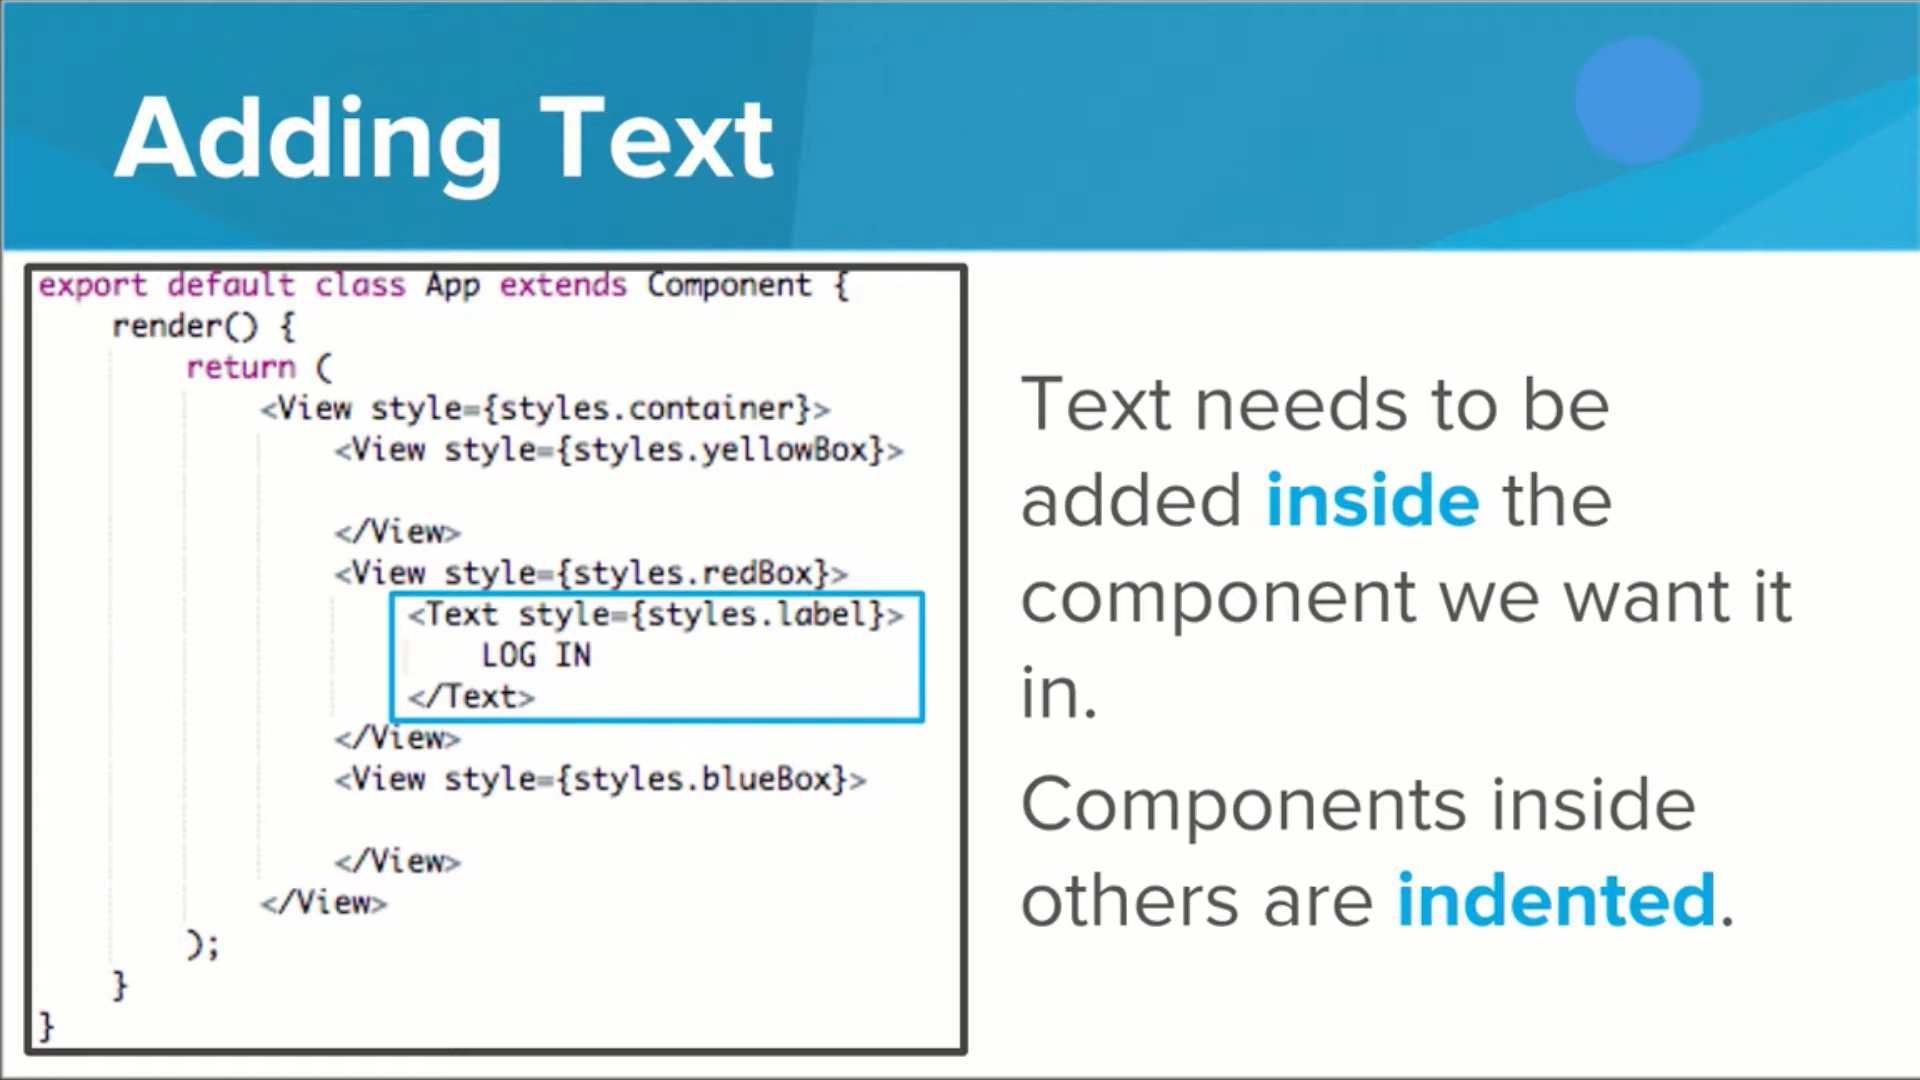 Adding Text
export default class App extends Component {
render() {
return (
<View style={styles.container}>
<View style={styles.yellowBox}>
</View>
<View style={styles.redBox}>
<Text style={styles.label}>
LOG IN
</Text>
</View>
<View style={styles.blueBox}>
</View>
</View>
);
}
}
Text needs to be
added inside the
component we want it
in.
Components inside
others are indented.